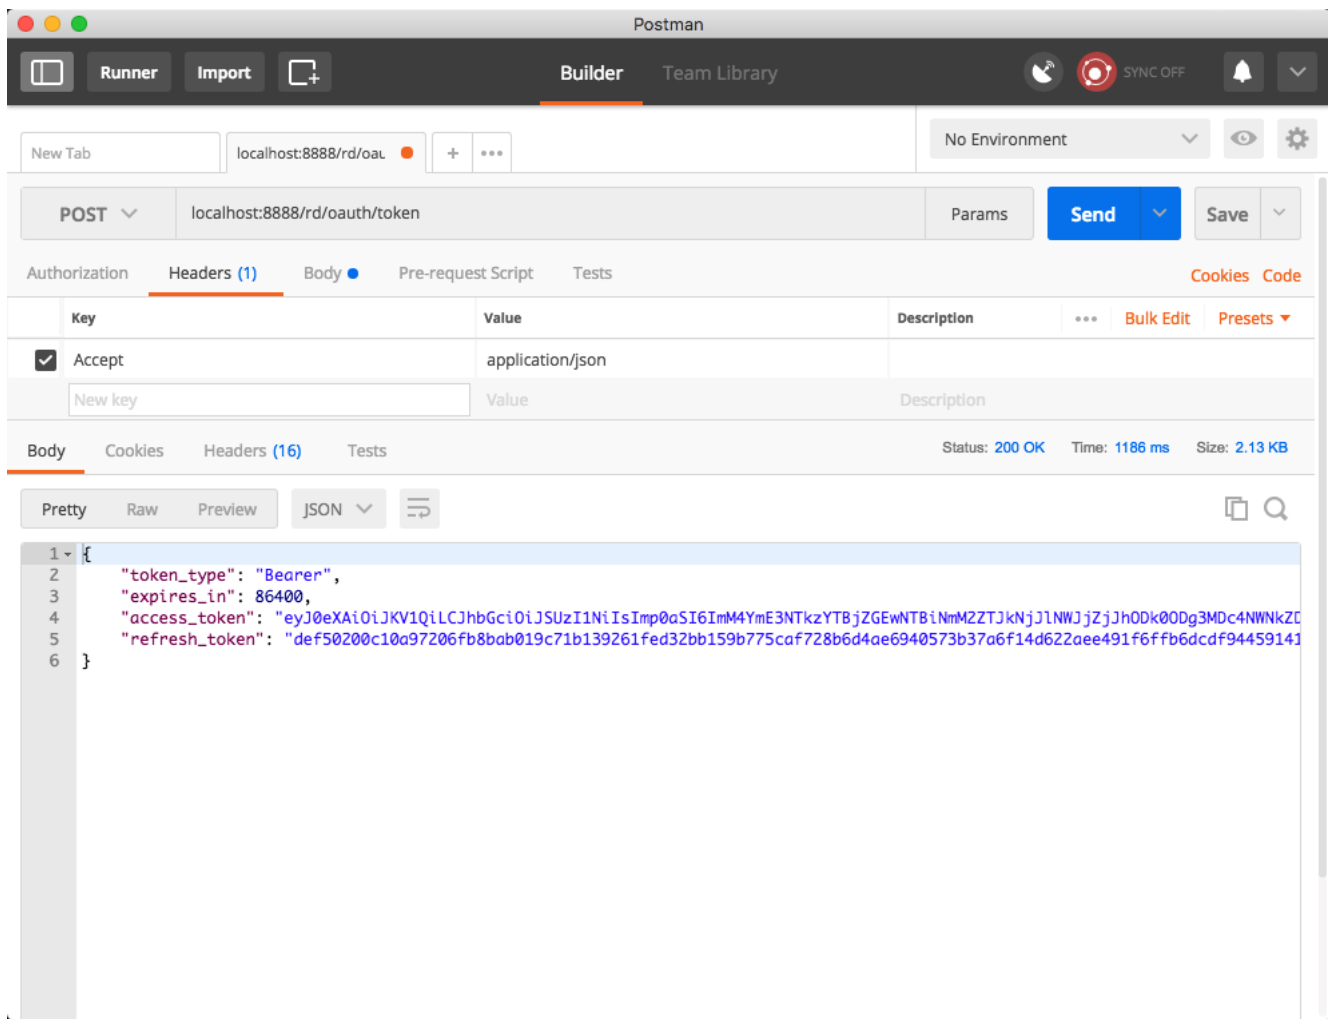 Postman
Runner Import Builder Team Library SYNC OFF
New Tab localhost:8888/rd/oau + ••• No Environment
POST localhost:8888/rd/oauth/token Params Send Save
Authorization Headers (1) Body Pre-request Script Tests Cookies Code
Key Value Description ••• Bulk Edit Presets
Accept application/json
New key Value Description
Body Cookies Headers (16) Tests Status: 200 OK Time: 1186 ms Size: 2.13 KB
Pretty Raw Preview JSON
1 {
2 "token_type": "Bearer",
3 "expires_in": 86400,
4 "access_token": "eyJ0eXAiOiJKV1QiLCJhbGciOiJSUzI1NiIsImp0aSI6ImM4YmE3NTkzYTBjZGEwNTBiNmM2ZTJkNjJlNWJjZjJhODk0ODg3MDc4NWNkZD
5 "refresh_token": "def50200c10a97206fb8bab019c71b139261fed32bb159b775caf728b6d4ae6940573b37a6f14d622aee491f6ffb6dcdf94459141
6 }